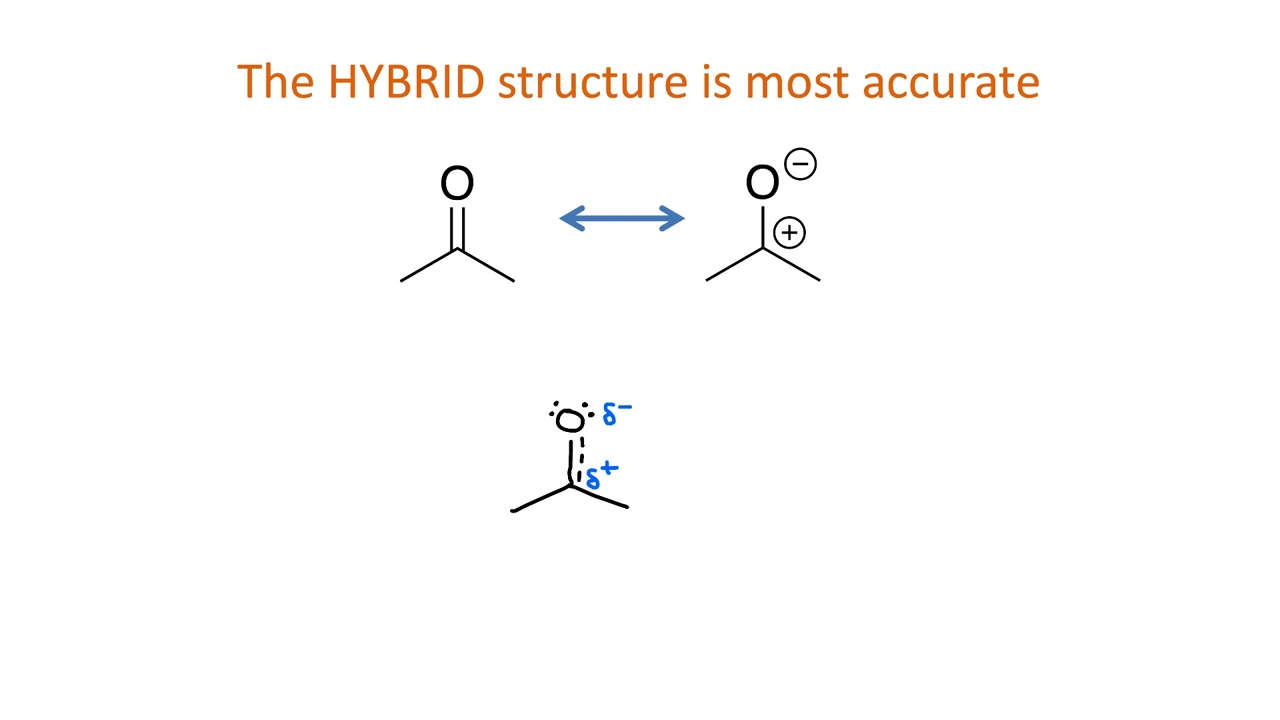 The HYBRID structure is most accurate
O
O ⊖
⊕
O δ−
δ+